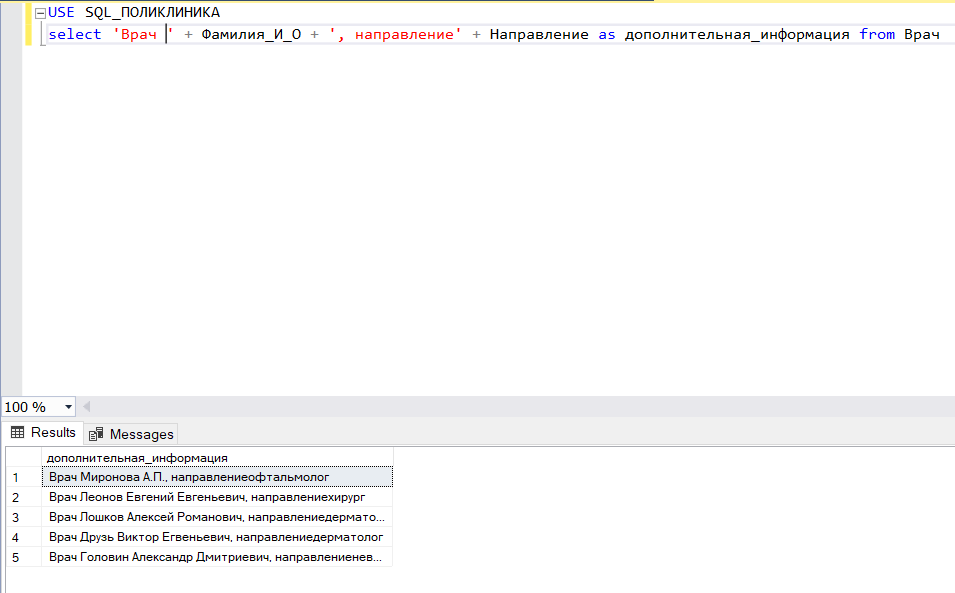 USE SQL_ПОЛИКЛИНИКА
select 'Врач ' + Фамилия_И_О + ', направление' + Направление as дополнительная_информация from Врач
100 %
Results Messages
дополнительная_информация
1 Врач Миронова А.П., направлениеофтальмолог
2 Врач Леонов Евгений Евгеньевич, направлениехирург
3 Врач Лошков Алексей Романович, направлениедермато...
4 Врач Друзь Виктор Егвеньевич, направлениедерматолог
5 Врач Головин Александр Дмитриевич, направлениенев...